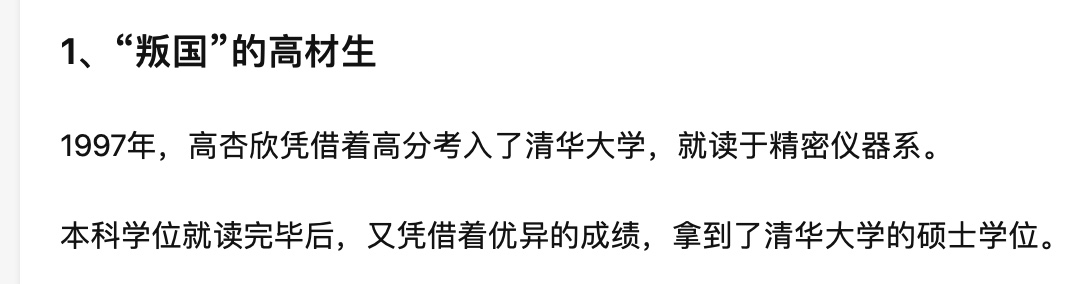 1、“叛国”的高材生
1997年，高杏欣凭借着高分考入了清华大学，就读于精密仪器系。
本科学位就读完毕后，又凭借着优异的成绩，拿到了清华大学的硕士学位。